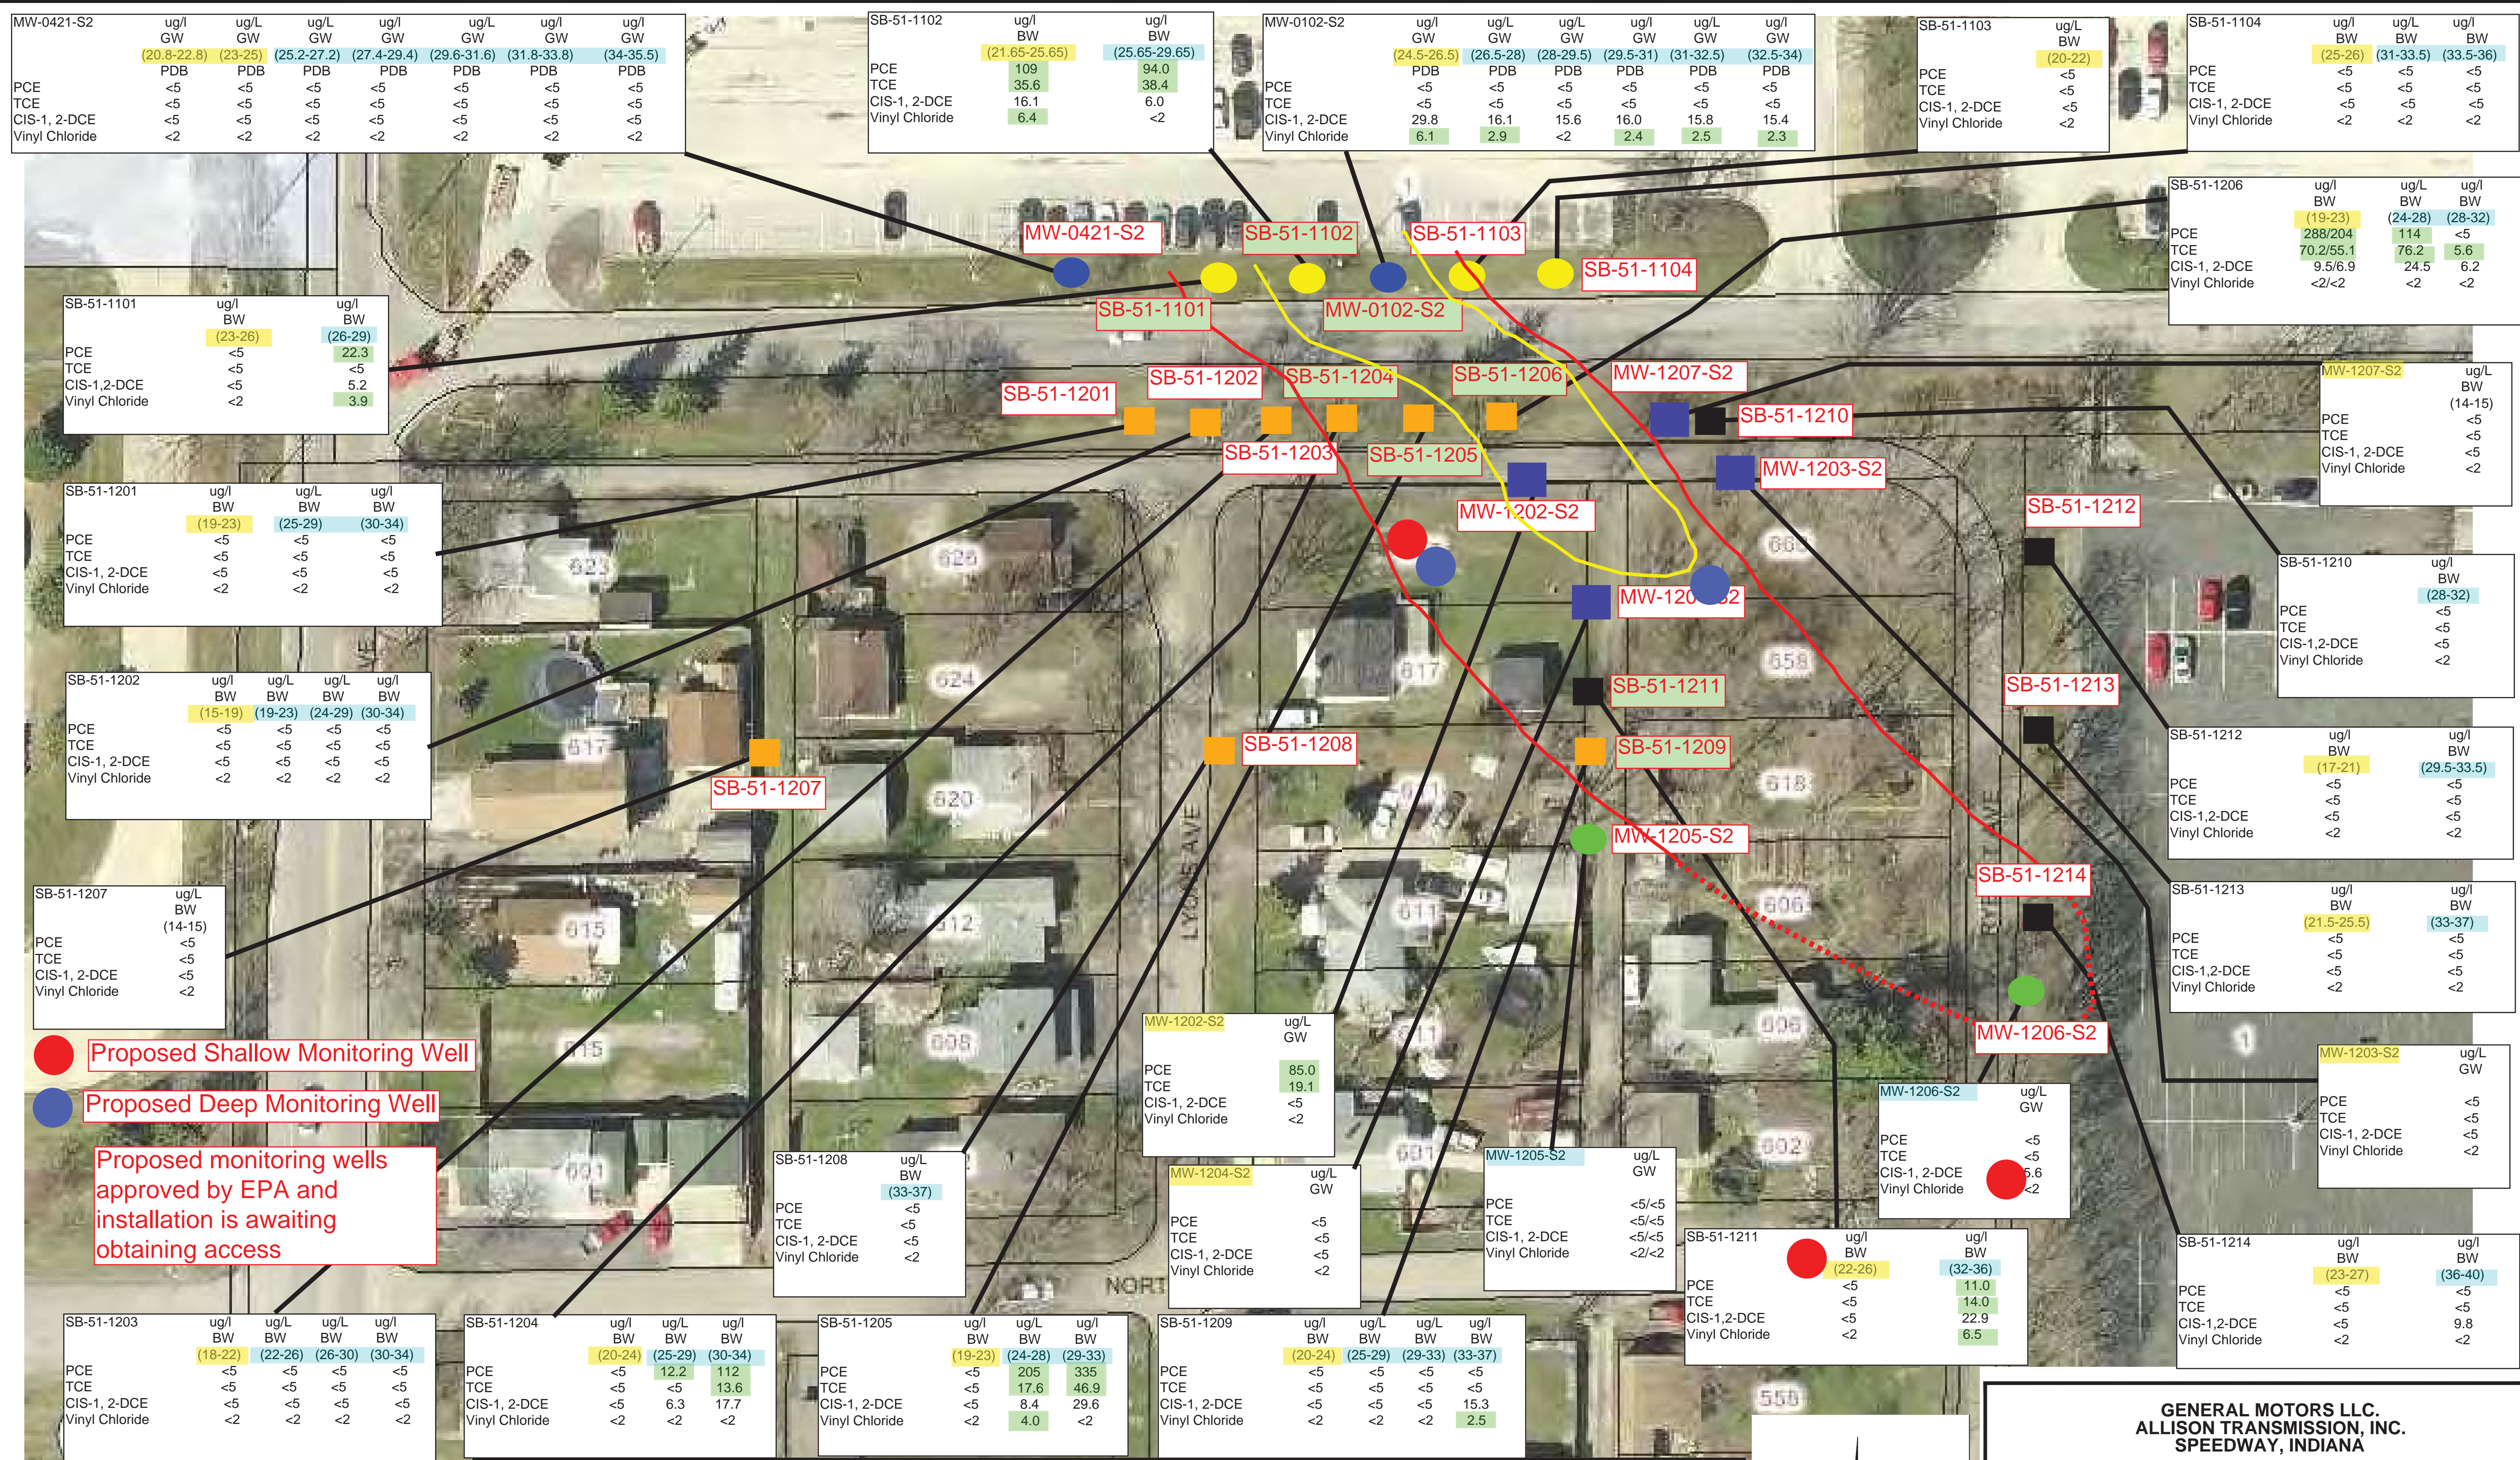 MW-0421-S2 ug/l ug/L ug/L ug/l ug/L ug/l ug/l
GW GW GW GW GW GW GW
(20.8-22.8) (23-25) (25.2-27.2) (27.4-29.4) (29.6-31.6) (31.8-33.8) (34-35.5)
PDB PDB PDB PDB PDB PDB PDB
PCE <5 <5 <5 <5 <5 <5 <5
TCE <5 <5 <5 <5 <5 <5 <5
CIS-1, 2-DCE <5 <5 <5 <5 <5 <5 <5
Vinyl Chloride <2 <2 <2 <2 <2 <2 <2
SB-51-1102 ug/l ug/l
BW BW
(21.65-25.65) (25.65-29.65)
PCE 109 94.0
TCE 35.6 38.4
CIS-1, 2-DCE 16.1 6.0
Vinyl Chloride 6.4 <2
MW-0102-S2 ug/l ug/L ug/L ug/l ug/L ug/l
GW GW GW GW GW GW
(24.5-26.5) (26.5-28) (28-29.5) (29.5-31) (31-32.5) (32.5-34)
PDB PDB PDB PDB PDB PDB
PCE <5 <5 <5 <5 <5 <5
TCE <5 <5 <5 <5 <5 <5
CIS-1, 2-DCE 29.8 16.1 15.6 16.0 15.8 15.4
Vinyl Chloride 6.1 2.9 <2 2.4 2.5 2.3
SB-51-1103 ug/L
BW
(20-22)
PCE <5
TCE <5
CIS-1, 2-DCE <5
Vinyl Chloride <2
SB-51-1104 ug/l ug/L ug/l
BW BW BW
(25-26) (31-33.5) (33.5-36)
PCE <5 <5 <5
TCE <5 <5 <5
CIS-1, 2-DCE <5 <5 <5
Vinyl Chloride <2 <2 <2
SB-51-1206 ug/l ug/L ug/l
BW BW BW
(19-23) (24-28) (28-32)
PCE 288/204 114 <5
TCE 70.2/55.1 76.2 5.6
CIS-1, 2-DCE 9.5/6.9 24.5 6.2
Vinyl Chloride <2/<2 <2 <2
1
MW-0421-S2
SB-51-1102
SB-51-1103
SB-51-1104
SB-51-1101
MW-0102-S2
SB-51-1101 ug/l ug/l
BW BW
(23-26) (26-29)
PCE <5 22.3
TCE <5 <5
CIS-1,2-DCE <5 5.2
Vinyl Chloride <2 3.9
SB-51-1201
SB-51-1202
SB-51-1204
SB-51-1206
MW-1207-S2
SB-51-1210
SB-51-1203
SB-51-1205
MW-1203-S2
MW-1202-S2
SB-51-1212
MW-1207-S2 ug/L
BW
(14-15)
PCE <5
TCE <5
CIS-1, 2-DCE <5
Vinyl Chloride <2
SB-51-1201 ug/l ug/L ug/l
BW BW BW
(19-23) (25-29) (30-34)
PCE <5 <5 <5
TCE <5 <5 <5
CIS-1, 2-DCE <5 <5 <5
Vinyl Chloride <2 <2 <2
623
626
SB-51-1210 ug/l
BW
(28-32)
PCE <5
TCE <5
CIS-1,2-DCE <5
Vinyl Chloride <2
MW-120 S2
SB-51-1202 ug/l ug/L ug/L ug/l
BW BW BW BW
(15-19) (19-23) (24-29) (30-34)
PCE <5 <5 <5 <5
TCE <5 <5 <5 <5
CIS-1, 2-DCE <5 <5 <5 <5
Vinyl Chloride <2 <2 <2 <2
624
617
SB-51-1211
SB-51-1213
617
SB-51-1207
620
SB-51-1208
SB-51-1209
618
SB-51-1212 ug/l ug/l
BW BW
(17-21) (29.5-33.5)
PCE <5 <5
TCE <5 <5
CIS-1,2-DCE <5 <5
Vinyl Chloride <2 <2
MW-1205-S2
SB-51-1214
LYONS AVE
SB-51-1207 ug/L
BW
(14-15)
PCE <5
TCE <5
CIS-1, 2-DCE <5
Vinyl Chloride <2
615
612
611
606
SB-51-1213 ug/l ug/l
BW BW
(21.5-25.5) (33-37)
PCE <5 <5
TCE <5 <5
CIS-1,2-DCE <5 <5
Vinyl Chloride <2 <2
MW-1206-S2
615
608
611
606
1
Proposed Shallow Monitoring Well
Proposed Deep Monitoring Well
Proposed monitoring wells
approved by EPA and
installation is awaiting
obtaining access
MW-1202-S2 ug/L
GW
PCE 85.0
TCE 19.1
CIS-1, 2-DCE <5
Vinyl Chloride <2
MW-1206-S2 ug/L
GW
PCE <5
TCE <5
CIS-1, 2-DCE 5.6
Vinyl Chloride <2
MW-1203-S2 ug/L
GW
PCE <5
TCE <5
CIS-1, 2-DCE <5
Vinyl Chloride <2
601
601
602
SB-51-1208 ug/L
BW
(33-37)
PCE <5
TCE <5
CIS-1, 2-DCE <5
Vinyl Chloride <2
MW-1204-S2 ug/L
GW
PCE <5
TCE <5
CIS-1, 2-DCE <5
Vinyl Chloride <2
MW-1205-S2 ug/L
GW
PCE <5/<5
TCE <5/<5
CIS-1, 2-DCE <5/<5
Vinyl Chloride <2/<2
SB-51-1211 ug/l ug/l
BW BW
(22-26) (32-36)
PCE <5 11.0
TCE <5 14.0
CIS-1,2-DCE <5 22.9
Vinyl Chloride <2 6.5
SB-51-1214 ug/l ug/l
BW BW
(23-27) (36-40)
PCE <5 <5
TCE <5 <5
CIS-1,2-DCE <5 9.8
Vinyl Chloride <2 <2
NORT
SB-51-1203 ug/l ug/L ug/L ug/l
BW BW BW BW
(18-22) (22-26) (26-30) (30-34)
PCE <5 <5 <5 <5
TCE <5 <5 <5 <5
CIS-1, 2-DCE <5 <5 <5 <5
Vinyl Chloride <2 <2 <2 <2
SB-51-1204 ug/l ug/L ug/l
BW BW BW
(20-24) (25-29) (30-34)
PCE <5 12.2 112
TCE <5 <5 13.6
CIS-1, 2-DCE <5 6.3 17.7
Vinyl Chloride <2 <2 <2
SB-51-1205 ug/l ug/L ug/l
BW BW BW
(19-23) (24-28) (29-33)
PCE <5 205 335
TCE <5 17.6 46.9
CIS-1, 2-DCE <5 8.4 29.6
Vinyl Chloride <2 4.0 <2
SB-51-1209 ug/l ug/L ug/L ug/l
BW BW BW BW
(20-24) (25-29) (29-33) (33-37)
PCE <5 <5 <5 <5
TCE <5 <5 <5 <5
CIS-1, 2-DCE <5 <5 <5 15.3
Vinyl Chloride <2 <2 <2 2.5
GENERAL MOTORS LLC.
ALLISON TRANSMISSION, INC.
SPEEDWAY, INDIANA